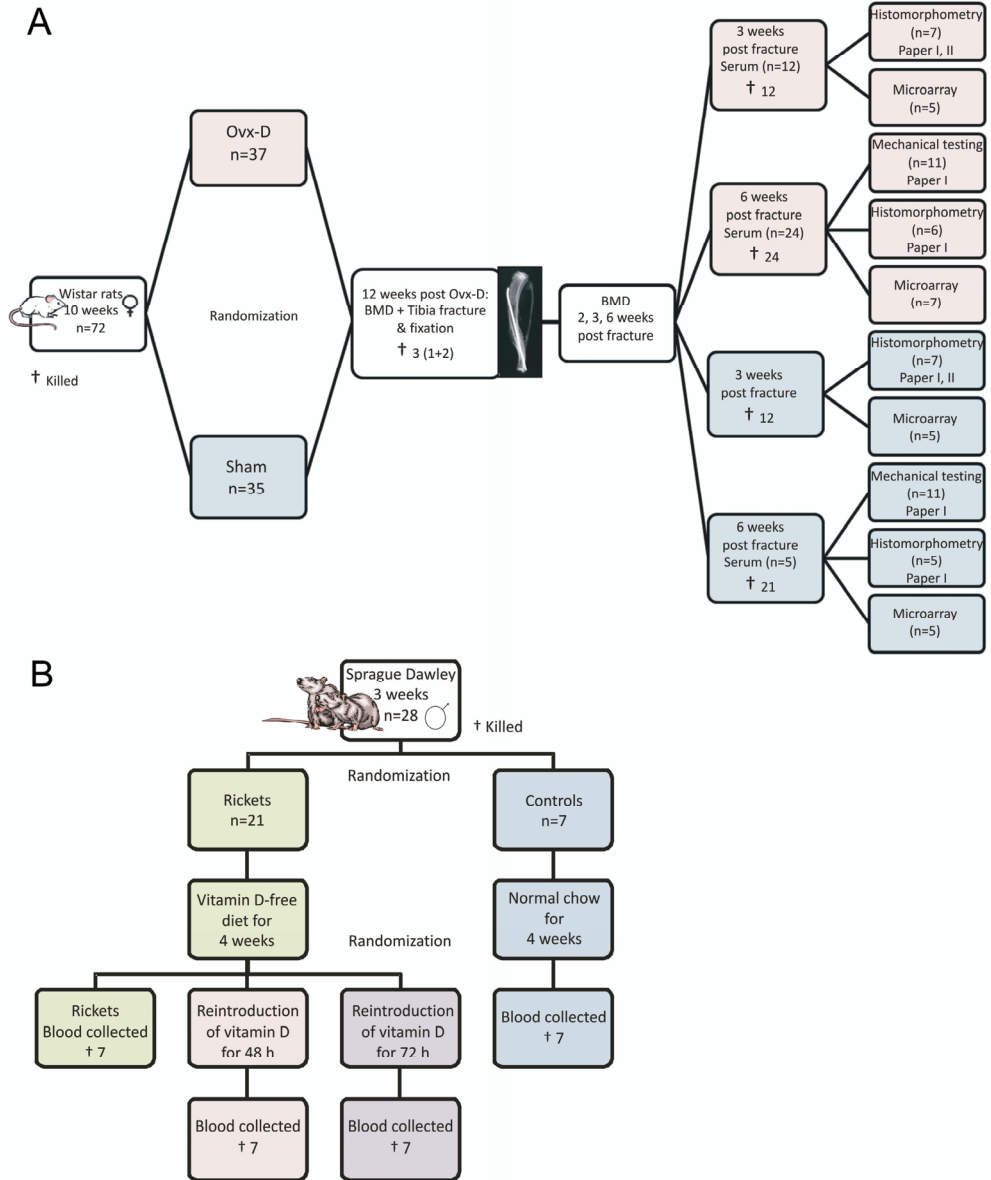 A
Wistar rats
10 weeks
n=72
† Killed
Ovx-D
n=37
Randomization
Sham
n=35
12 weeks post Ovx-D:
BMD + Tibia fracture
& fixation
† 3 (1+2)
BMD
2, 3, 6 weeks
post fracture
3 weeks
post fracture
Serum (n=12)
† 12
Histomorphometry
(n=7)
Paper I, II
Microarray
(n=5)
6 weeks
post fracture
Serum (n=24)
† 24
Mechanical testing
(n=11)
Paper I
Histomorphometry
(n=6)
Paper I
Microarray
(n=7)
3 weeks
post fracture
† 12
Histomorphometry
(n=7)
Paper I, II
Microarray
(n=5)
6 weeks
post fracture
Serum (n=5)
† 21
Mechanical testing
(n=11)
Paper I
Histomorphometry
(n=5)
Paper I
Microarray
(n=5)
B
Sprague Dawley
3 weeks
n=28
† Killed
Randomization
Rickets
n=21
Controls
n=7
Vitamin D-free
diet for
4 weeks
Randomization
Normal chow
for
4 weeks
Rickets
Blood collected
† 7
Reintroduction
of vitamin D
for 48 h
Reintroduction
of vitamin D
for 72 h
Blood collected
† 7
Blood collected
† 7
Blood collected
† 7